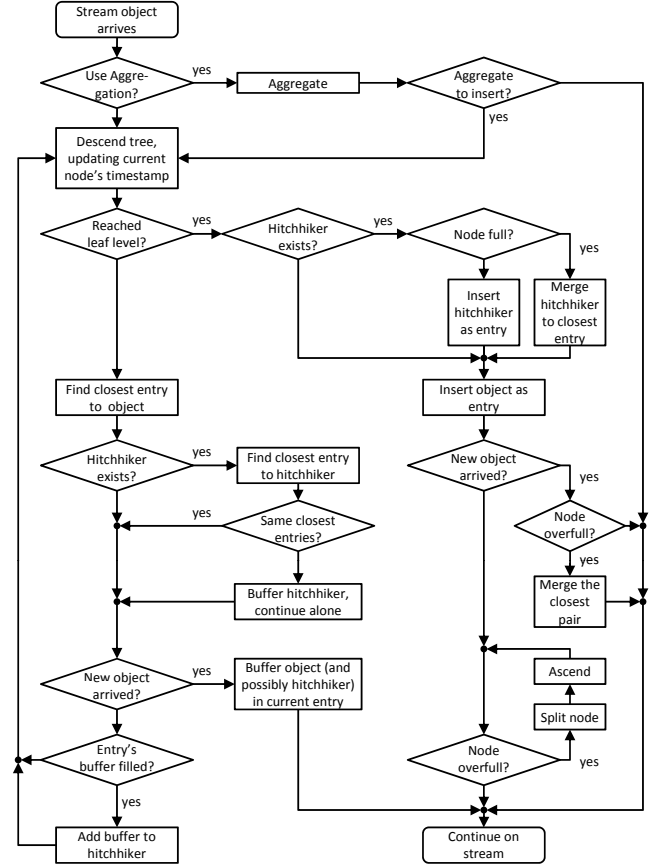 Stream object
arrives
Use Aggre-
gation?
yes
Aggregate
Aggregate
to insert?
yes
Descend tree,
updating current
node's timestamp
Reached
leaf level?
yes
Hitchhiker
exists?
yes
Node full?
yes
Insert
hitchhiker
as entry
Merge
hitchhiker
to closest
entry
Find closest entry
to object
Insert object as
entry
Hitchhiker
exists?
yes
Find closest entry
to hitchhiker
New object
arrived?
yes
Same closest
entries?
yes
Node
overfull?
yes
Buffer hitchhiker,
continue alone
Merge the
closest
pair
New object
arrived?
yes
Buffer object (and
possibly hitchhiker)
in current entry
Ascend
Split node
Entry's
buffer filled?
yes
Node
overfull?
yes
Add buffer to
hitchhiker
Continue on
stream